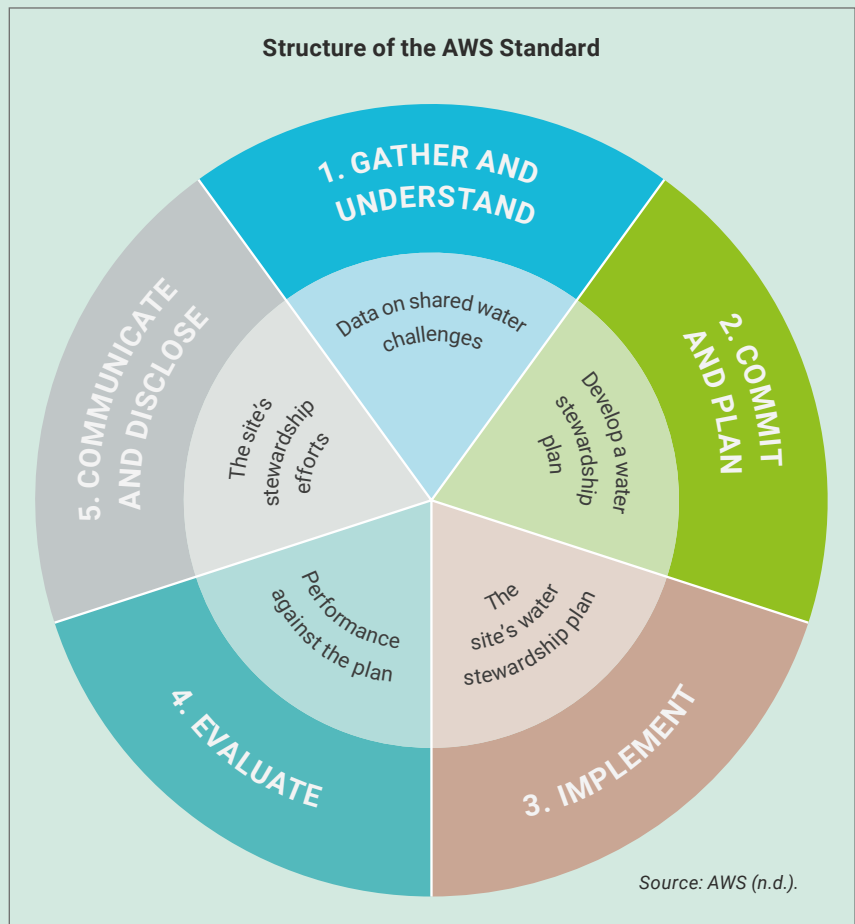 Structure of the AWS Standard
1. GATHER AND
UNDERSTAND
Data on shared water
challenges
2. COMMIT
AND PLAN
Develop a water
stewardship
plan
3. IMPLEMENT
The
site's water
stewardship plan
4. EVALUATE
Performance
against the plan
5. COMMUNICATE
AND DISCLOSE
The site's
stewardship
efforts
Source: AWS (n.d.).